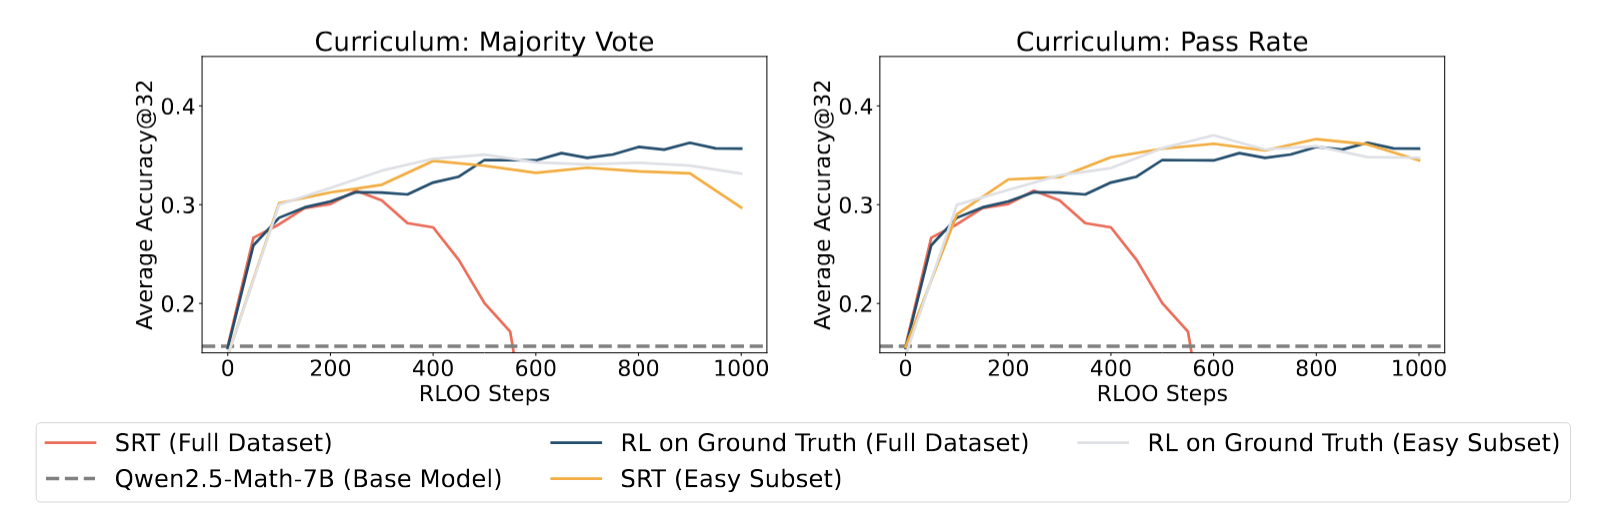 Curriculum: Majority Vote
Average Accuracy@32
0.4
0.3
0.2
0 200 400 600 800 1000
RLOO Steps
Curriculum: Pass Rate
Average Accuracy@32
0.4
0.3
0.2
0 200 400 600 800 1000
RLOO Steps
SRT (Full Dataset) RL on Ground Truth (Full Dataset) RL on Ground Truth (Easy Subset)
Qwen2.5-Math-7B (Base Model) SRT (Easy Subset)